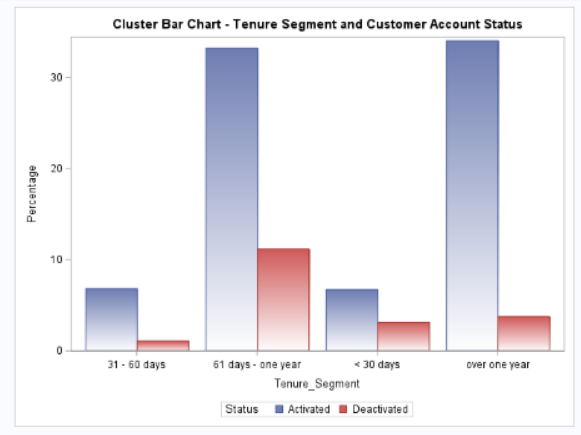 Cluster Bar Chart - Tenure Segment and Customer Account Status
30
20
10
0
Percentage
31 - 60 days
61 days - one year
< 30 days
over one year
Tenure_Segment
Status Activated Deactivated